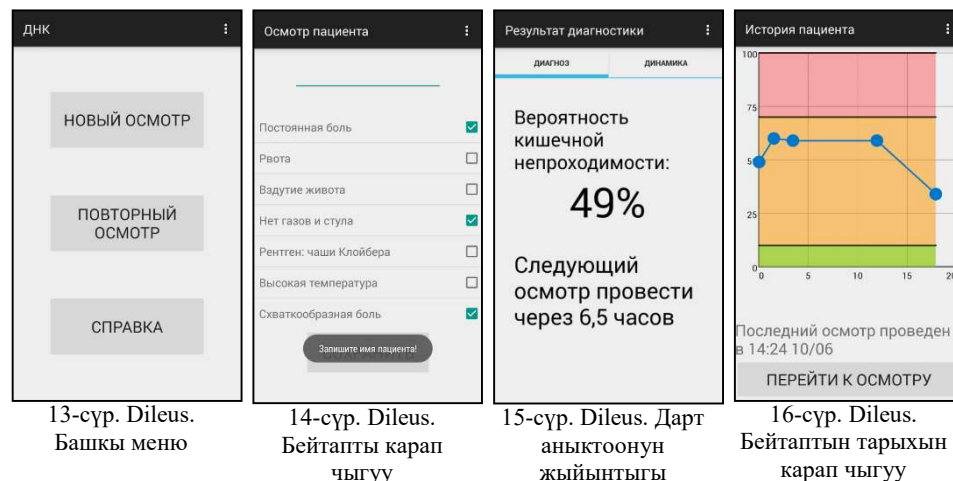 ДНК
НОВЫЙ ОСМОТР
ПОВТОРНЫЙ
ОСМОТР
СПРАВКА
13-сүр. Dileus.
Башкы меню
Осмотр пациента
Постоянная боль
Рвота
Вздутие живота
Нет газов и стула
Рентген: чаши Клойбера
Высокая температура
Схваткообразная боль
Запишите имя пациента!
14-сүр. Dileus.
Бейтапты карап
чыгуу
Результат диагностики
ДИАГНОЗ ДИНАМИКА
Вероятность
кишечной
непроходимости:
49%
Следующий
осмотр провести
через 6,5 часов
15-сүр. Dileus. Дарт
аныктоонун
жыйынтыгы
История пациента
100
75
25
0
0 5 10 15 20
Последний осмотр проведен
в 14:24 10/06
ПЕРЕЙТИ К ОСМОТРУ
16-сүр. Dileus.
Бейтаптын тарыхын
карап чыгуу